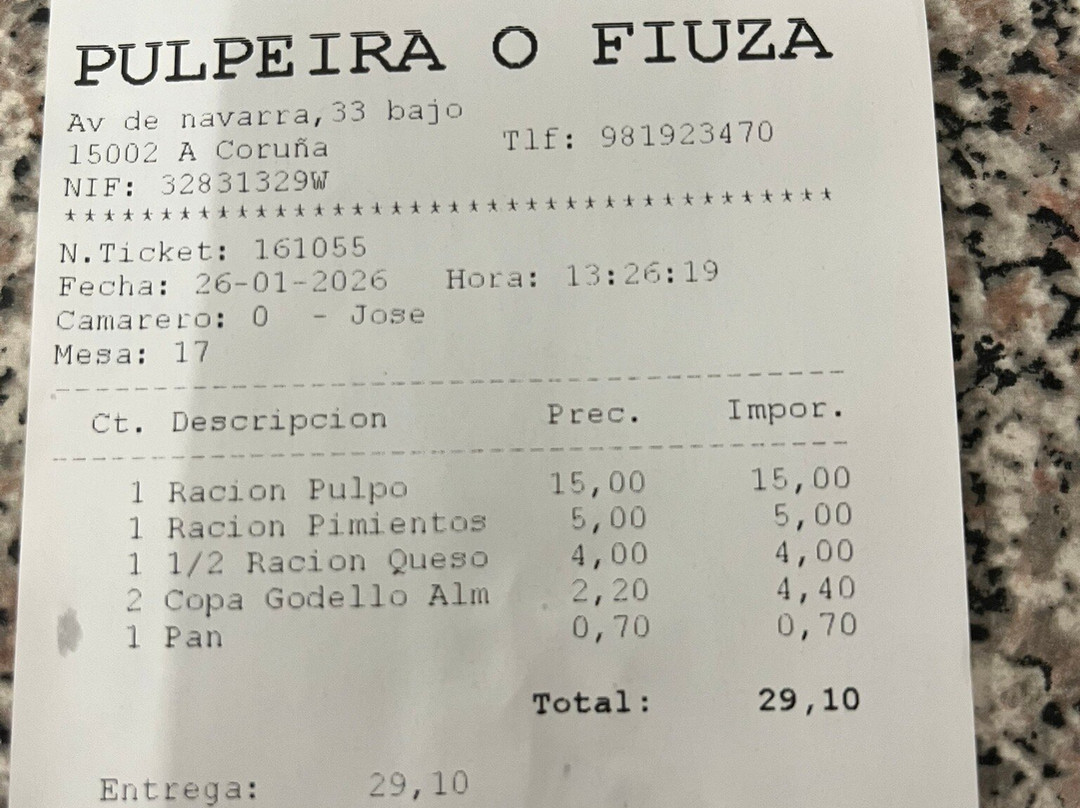 PULPEIRA O FIUZA
Av de navarra,33 bajo
15002 A Coruña Tlf: 981923470
NIF: 32831329W
****************************************
N.Ticket: 161055
Fecha: 26-01-2026 Hora: 13:26:19
Camarero: 0 - Jose
Mesa: 17
Ct. Descripcion Prec. Impor.
1 Racion Pulpo 15,00 15,00
1 Racion Pimientos 5,00 5,00
1 1/2 Racion Queso 4,00 4,00
2 Copa Godello Alm 2,20 4,40
1 Pan 0,70 0,70
Total: 29,10
Entrega: 29,10